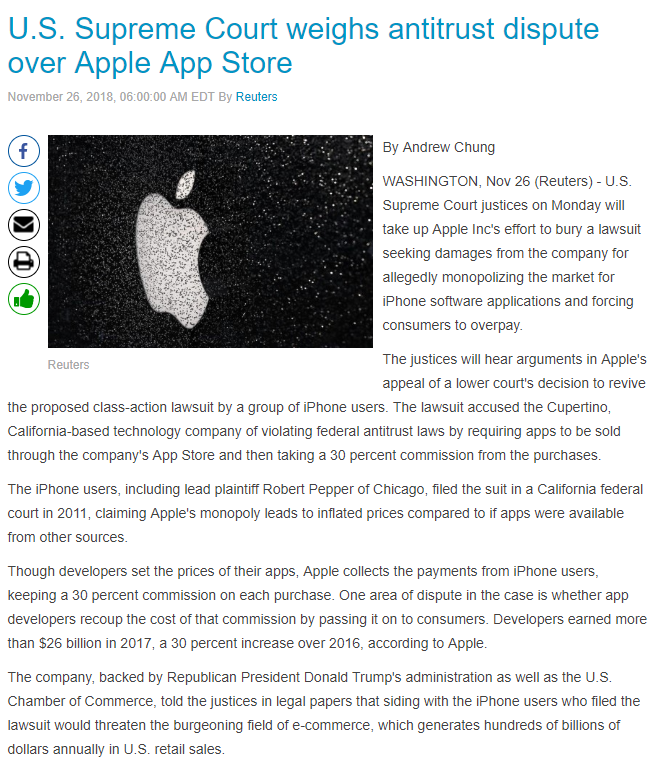 U.S. Supreme Court weighs antitrust dispute
over Apple App Store
November 26, 2018, 06:00:00 AM EDT By Reuters
By Andrew Chung
WASHINGTON, Nov 26 (Reuters) - U.S.
Supreme Court justices on Monday will
take up Apple Inc's effort to bury a lawsuit
seeking damages from the company for
allegedly monopolizing the market for
iPhone software applications and forcing
consumers to overpay.
Reuters
The justices will hear arguments in Apple's
appeal of a lower court's decision to revive
the proposed class-action lawsuit by a group of iPhone users. The lawsuit accused the Cupertino,
California-based technology company of violating federal antitrust laws by requiring apps to be sold
through the company's App Store and then taking a 30 percent commission from the purchases.
The iPhone users, including lead plaintiff Robert Pepper of Chicago, filed the suit in a California federal
court in 2011, claiming Apple's monopoly leads to inflated prices compared to if apps were available
from other sources.
Though developers set the prices of their apps, Apple collects the payments from iPhone users,
keeping a 30 percent commission on each purchase. One area of dispute in the case is whether app
developers recoup the cost of that commission by passing it on to consumers. Developers earned more
than $26 billion in 2017, a 30 percent increase over 2016, according to Apple.
The company, backed by Republican President Donald Trump's administration as well as the U.S.
Chamber of Commerce, told the justices in legal papers that siding with the iPhone users who filed the
lawsuit would threaten the burgeoning field of e-commerce, which generates hundreds of billions of
dollars annually in U.S. retail sales.